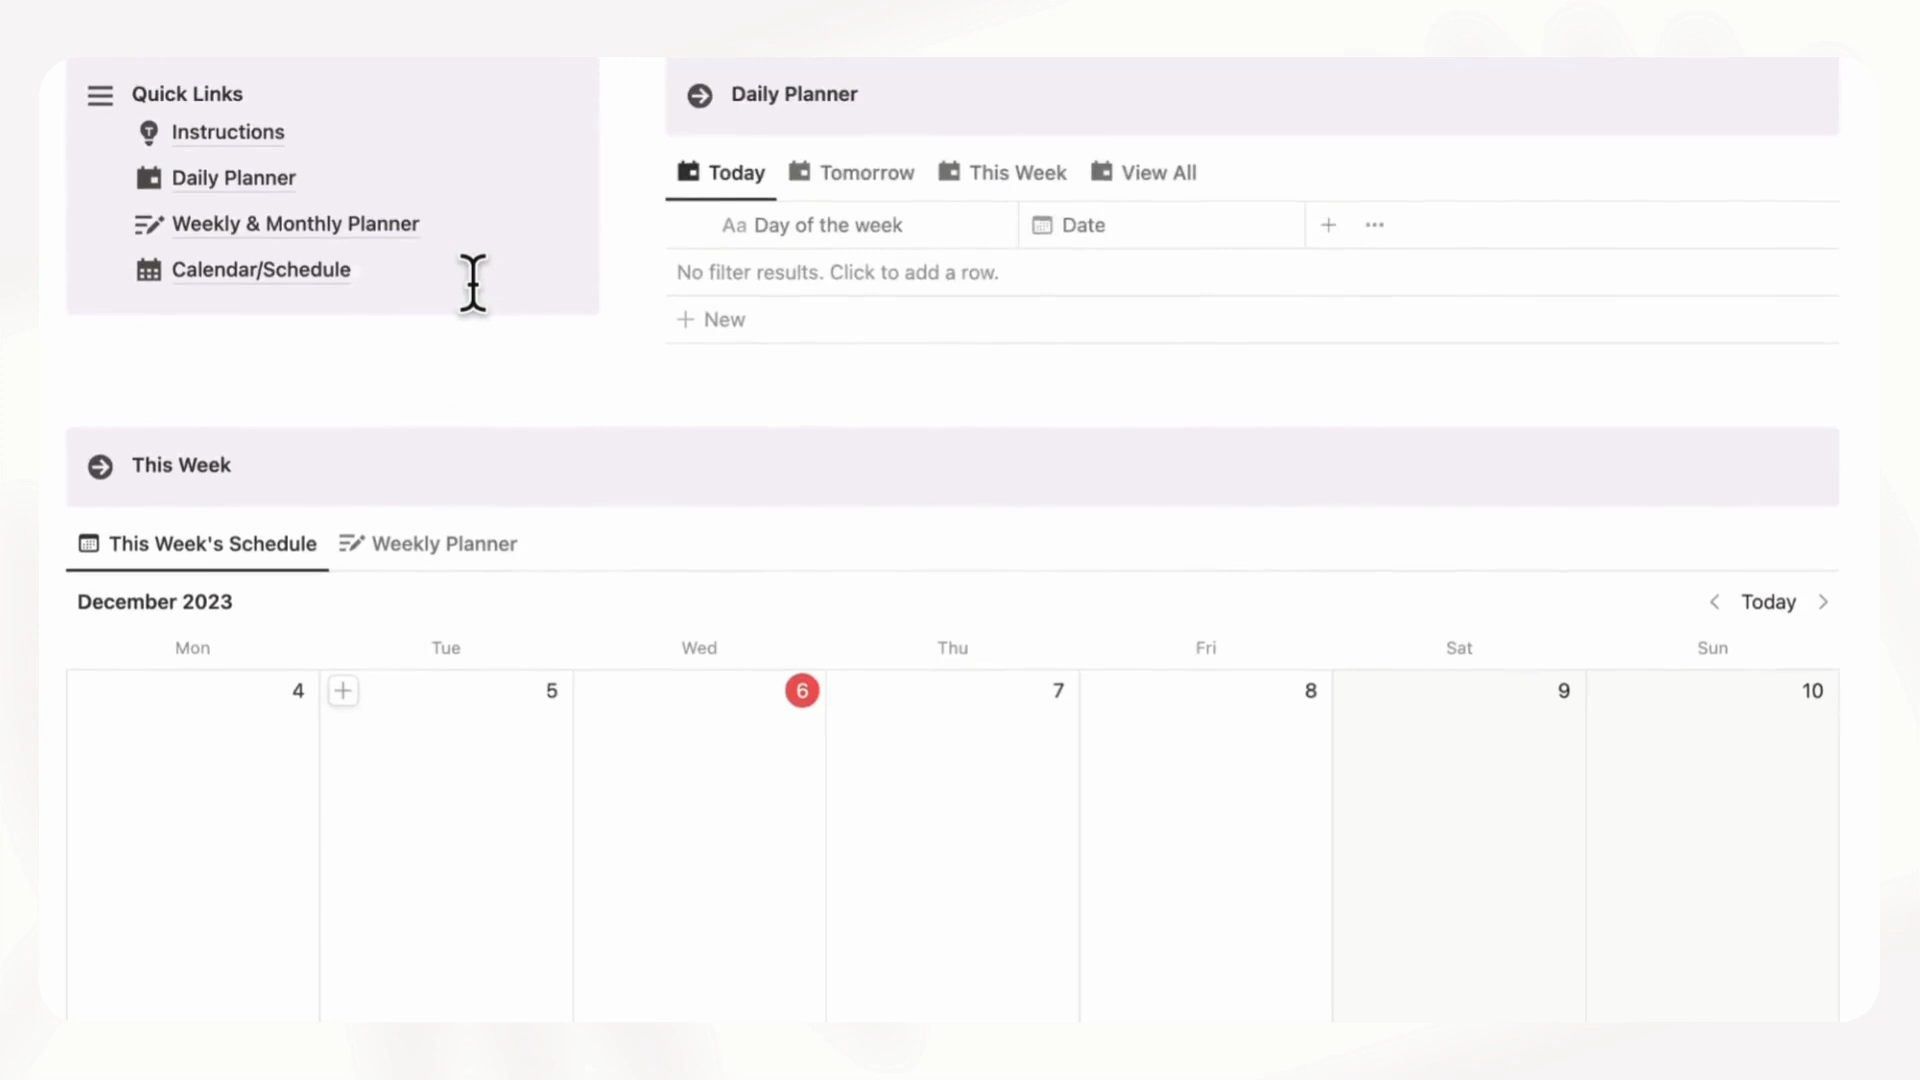 Quick Links
Instructions
Daily Planner
Weekly & Monthly Planner
Calendar/Schedule
Daily Planner
Today Tomorrow This Week View All
Aa Day of the week Date
No filter results. Click to add a row.
New
This Week
This Week's Schedule Weekly Planner
December 2023 Today
Mon Tue Wed Thu Fri Sat Sun
4 5 6 7 8 9 10